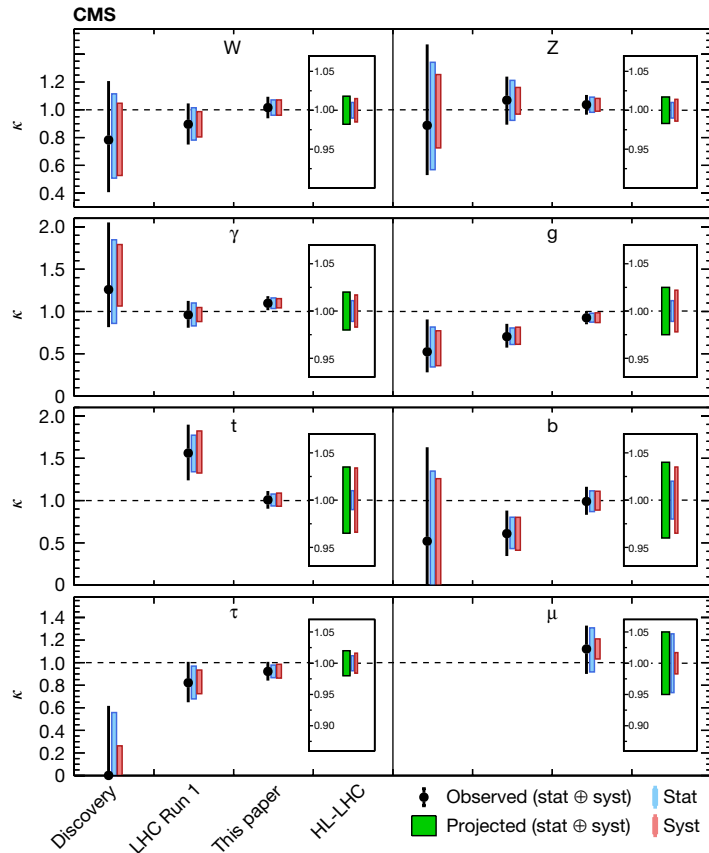 CMS
W
Z
κ
1.2
1.0
0.8
0.6
0.4
1.05
1.00
0.95
1.05
1.00
0.95
γ
g
κ
2.0
1.5
1.0
0.5
0
1.05
1.00
0.95
1.05
1.00
0.95
t
b
κ
2.0
1.5
1.0
0.5
0
1.05
1.00
0.95
1.05
1.00
0.95
τ
μ
κ
1.4
1.2
1.0
0.8
0.6
0.4
0.2
0
1.05
1.00
0.95
0.90
1.05
1.00
0.95
0.90
Discovery
LHC Run 1
This paper
HL-LHC
Observed (stat ⊕ syst)
Stat
Projected (stat ⊕ syst)
Syst